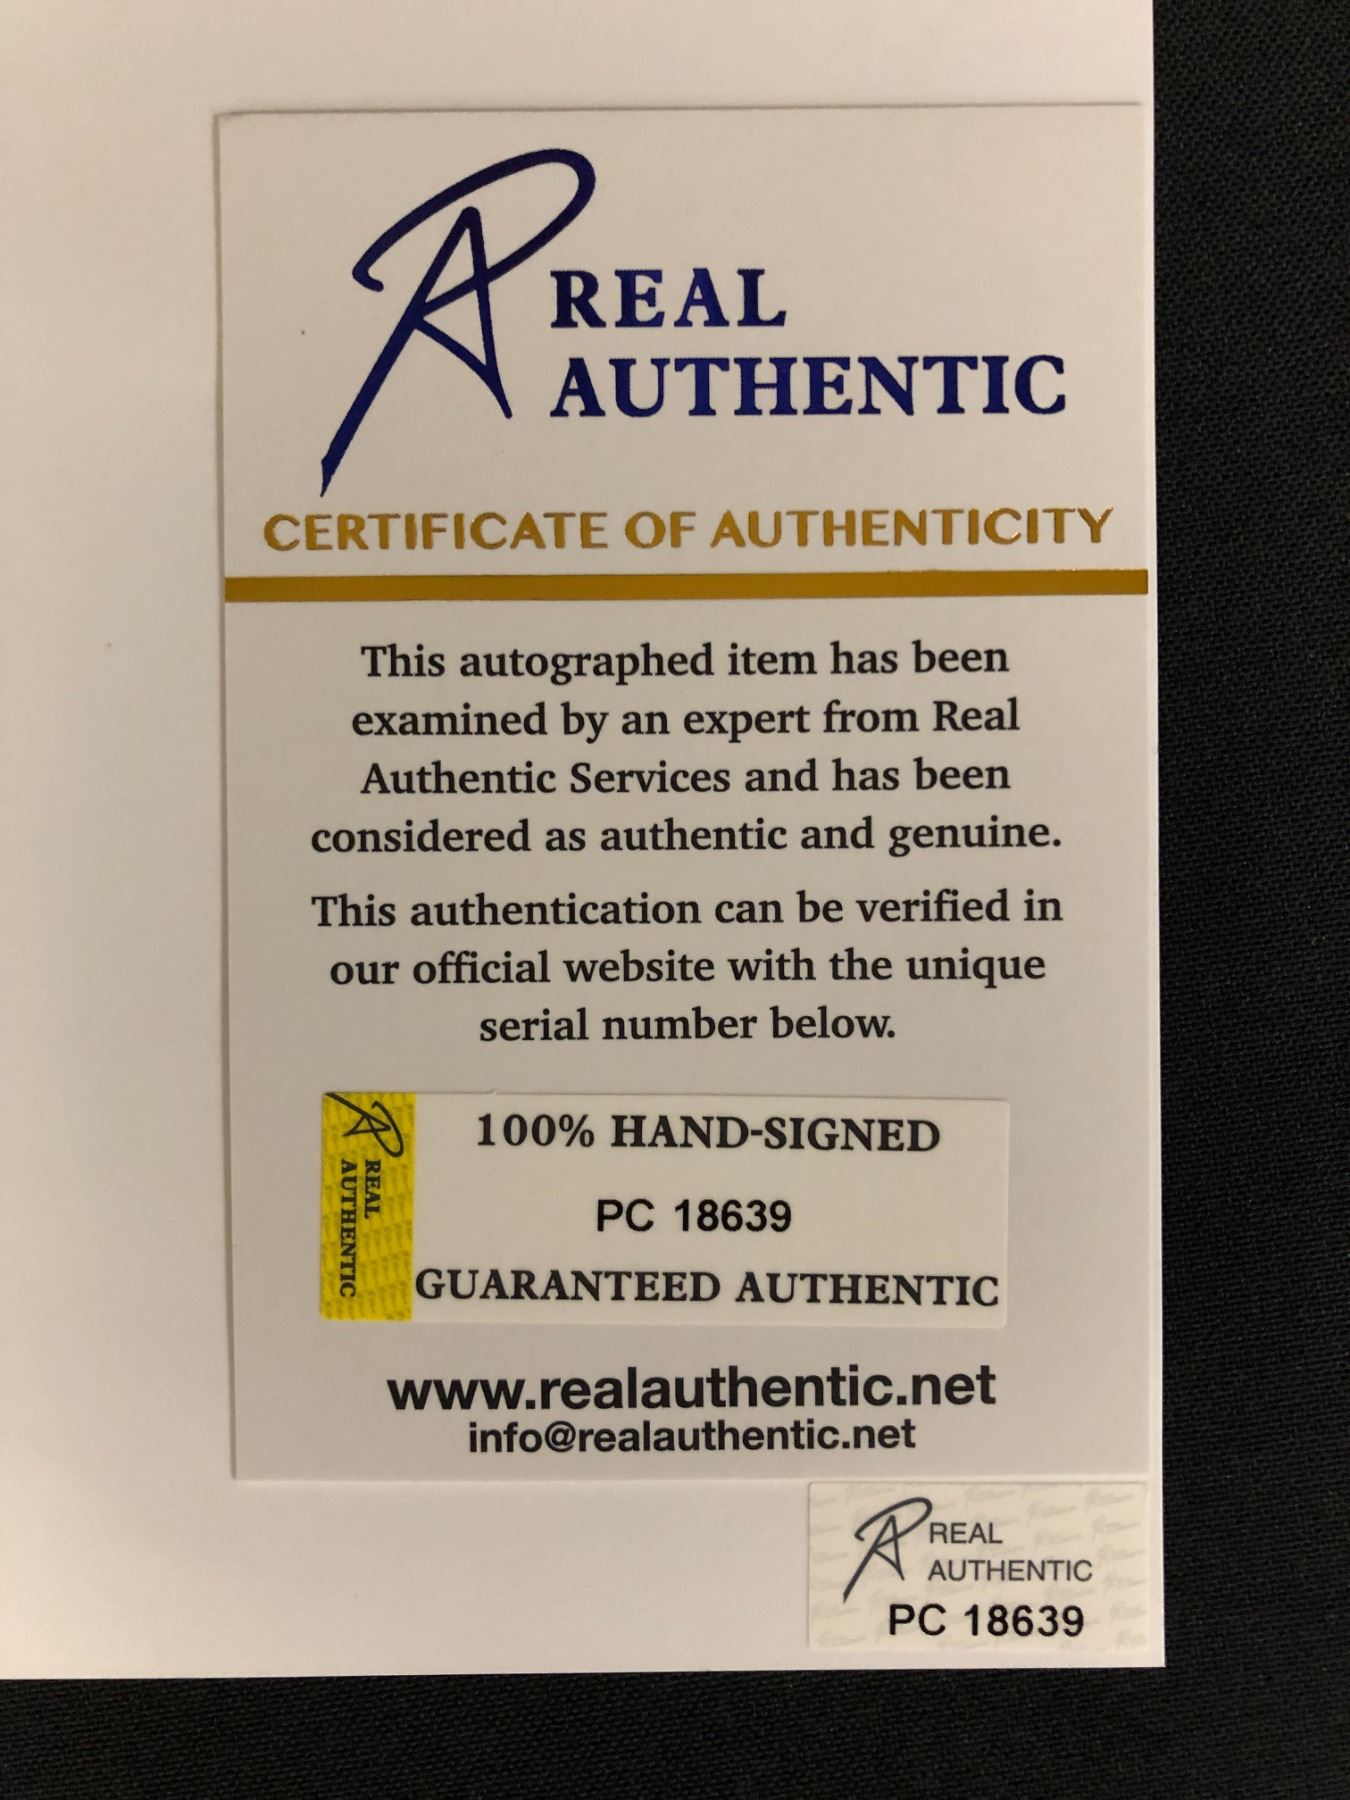 REAL
AUTHENTIC
CERTIFICATE OF AUTHENTICITY
This autographed item has been
examined by an expert from Real
Authentic Services and has been
considered as authentic and genuine.
This authentication can be verified in
our official website with the unique
serial number below.
REAL
AUTHENTIC
100% HAND-SIGNED
PC 18639
GUARANTEED AUTHENTIC
www.realauthentic.net
info@realauthentic.net
REAL
AUTHENTIC
PC 18639